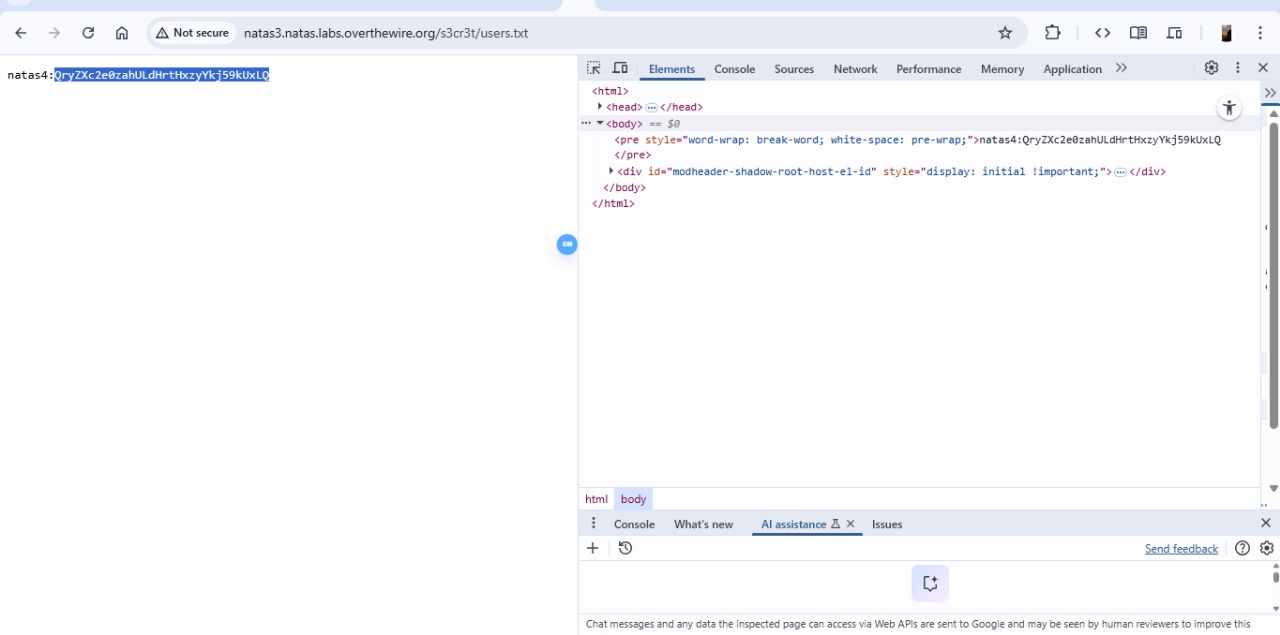 Not secure
natas3.natas.labs.overthewire.org/s3cr3t/users.txt
natas4:QryZXc2e0zahULdHrtHxzyYkj59kUxLQ
Elements Console Sources Network Performance Memory Application
<html>
<head> … </head>
<body> == $0
<pre style="word-wrap: break-word; white-space: pre-wrap;">natas4:QryZXc2e0zahULdHrtHxzyYkj59kUxLQ
</pre>
<div id="modheader-shadow-root-host-el-id" style="display: initial !important;"> … </div>
</body>
</html>
html body
Console What's new AI assistance Issues
Send feedback
Chat messages and any data the inspected page can access via Web APIs are sent to Google and may be seen by human reviewers to improve this